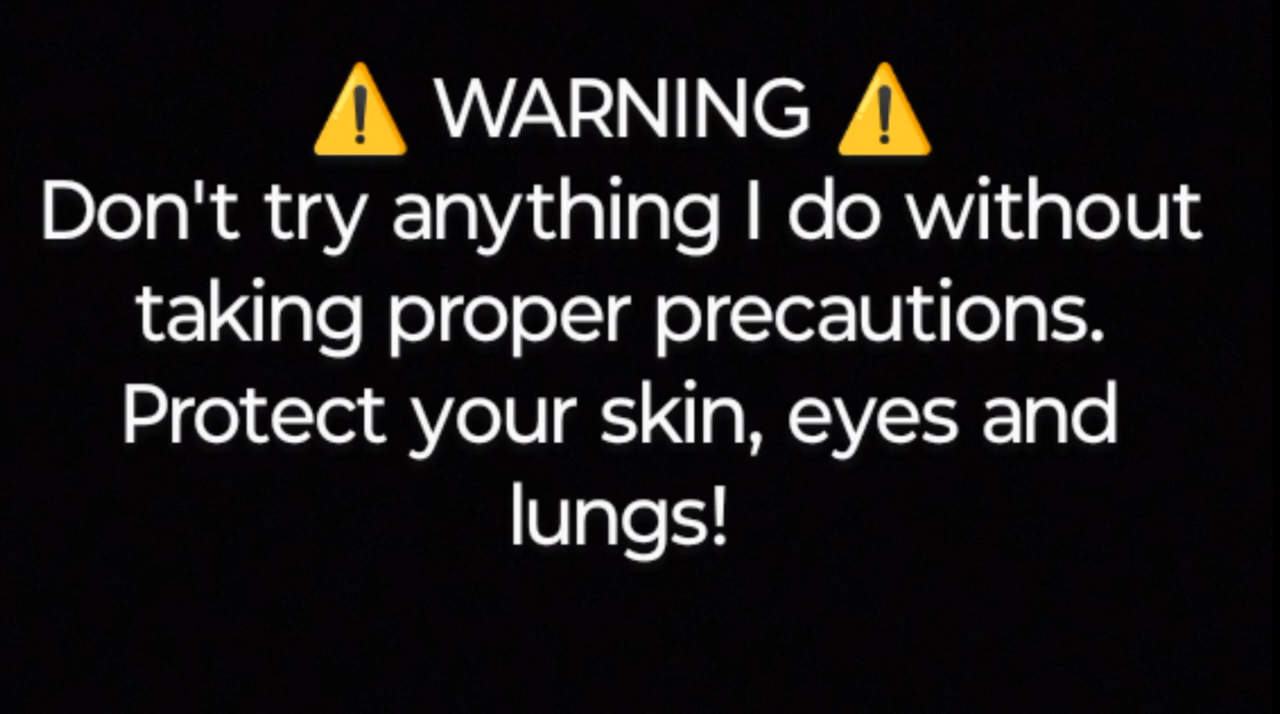 ⚠️ WARNING ⚠️
Don't try anything I do without
taking proper precautions.
Protect your skin, eyes and
lungs!